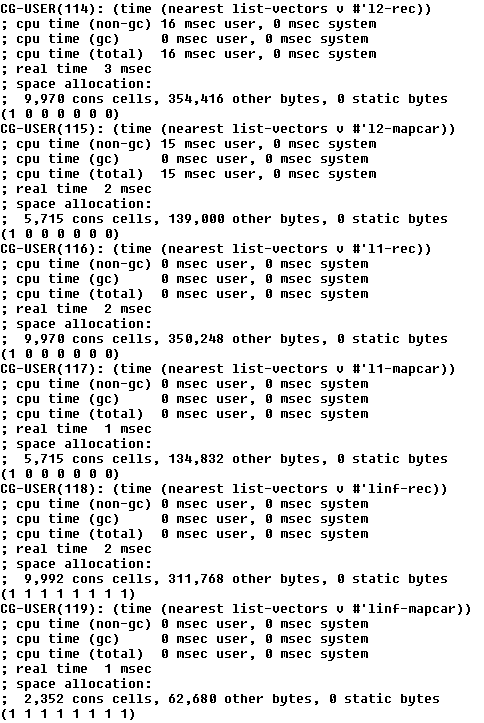 CG-USER(114): (time (nearest list-vectors v #'l2-rec))
; cpu time (non-gc) 16 msec user, 0 msec system
; cpu time (gc)     0 msec user, 0 msec system
; cpu time (total)  16 msec user, 0 msec system
; real time  3 msec
; space allocation:
;  9,970 cons cells, 354,416 other bytes, 0 static bytes
(1 0 0 0 0 0 0)
CG-USER(115): (time (nearest list-vectors v #'l2-mapcar))
; cpu time (non-gc) 15 msec user, 0 msec system
; cpu time (gc)     0 msec user, 0 msec system
; cpu time (total)  15 msec user, 0 msec system
; real time  2 msec
; space allocation:
;  5,715 cons cells, 139,000 other bytes, 0 static bytes
(1 0 0 0 0 0 0)
CG-USER(116): (time (nearest list-vectors v #'l1-rec))
; cpu time (non-gc) 0 msec user, 0 msec system
; cpu time (gc)     0 msec user, 0 msec system
; cpu time (total)  0 msec user, 0 msec system
; real time  2 msec
; space allocation:
;  9,970 cons cells, 350,248 other bytes, 0 static bytes
(1 0 0 0 0 0 0)
CG-USER(117): (time (nearest list-vectors v #'l1-mapcar))
; cpu time (non-gc) 0 msec user, 0 msec system
; cpu time (gc)     0 msec user, 0 msec system
; cpu time (total)  0 msec user, 0 msec system
; real time  1 msec
; space allocation:
;  5,715 cons cells, 134,832 other bytes, 0 static bytes
(1 0 0 0 0 0 0)
CG-USER(118): (time (nearest list-vectors v #'linf-rec))
; cpu time (non-gc) 0 msec user, 0 msec system
; cpu time (gc)     0 msec user, 0 msec system
; cpu time (total)  0 msec user, 0 msec system
; real time  2 msec
; space allocation:
;  9,992 cons cells, 311,768 other bytes, 0 static bytes
(1 1 1 1 1 1 1 1)
CG-USER(119): (time (nearest list-vectors v #'linf-mapcar))
; cpu time (non-gc) 0 msec user, 0 msec system
; cpu time (gc)     0 msec user, 0 msec system
; cpu time (total)  0 msec user, 0 msec system
; real time  1 msec
; space allocation:
;  2,352 cons cells, 62,680 other bytes, 0 static bytes
(1 1 1 1 1 1 1 1)